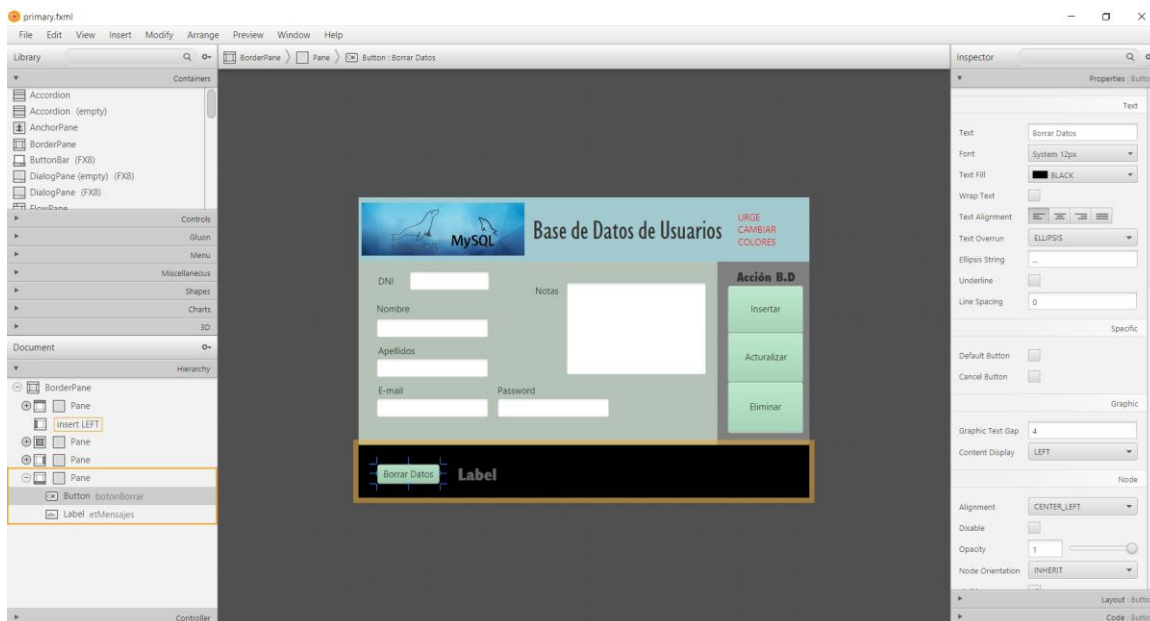 primary.fxml
File Edit View Insert Modify Arrange Preview Window Help
Library
BorderPane Pane Button : Borrar Datos
Inspector
Containers
Accordion
Accordion (empty)
AnchorPane
BorderPane
ButtonBar (FX8)
DialogPane (empty) (FX8)
DialogPane (FX8)
FlowPane
Controls
Gluon
Menu
Miscellaneous
Shapes
Charts
3D
Document
Hierarchy
BorderPane
Pane
insert LEFT
Pane
Pane
Pane
Button botonBorrar
Label etMensajes
Controller
MySQL
Base de Datos de Usuarios
URGE
CAMBIAR
COLORES
DNI
Nombre
Apellidos
E-mail
Password
Notas
Acción B.D
Insertar
Acturalizar
Eliminar
Borrar Datos
Label
Properties : Butto
Text
Text Borrar Datos
Font System 12px
Text Fill BLACK
Wrap Text
Text Alignment
Text Overrun ELLIPSIS
Ellipsis String ...
Underline
Line Spacing 0
Specific
Default Button
Cancel Button
Graphic
Graphic Text Gap 4
Content Display LEFT
Node
Alignment CENTER_LEFT
Disable
Opacity 1
Node Orientation INHERIT
Layout : Butto
Code : Butto